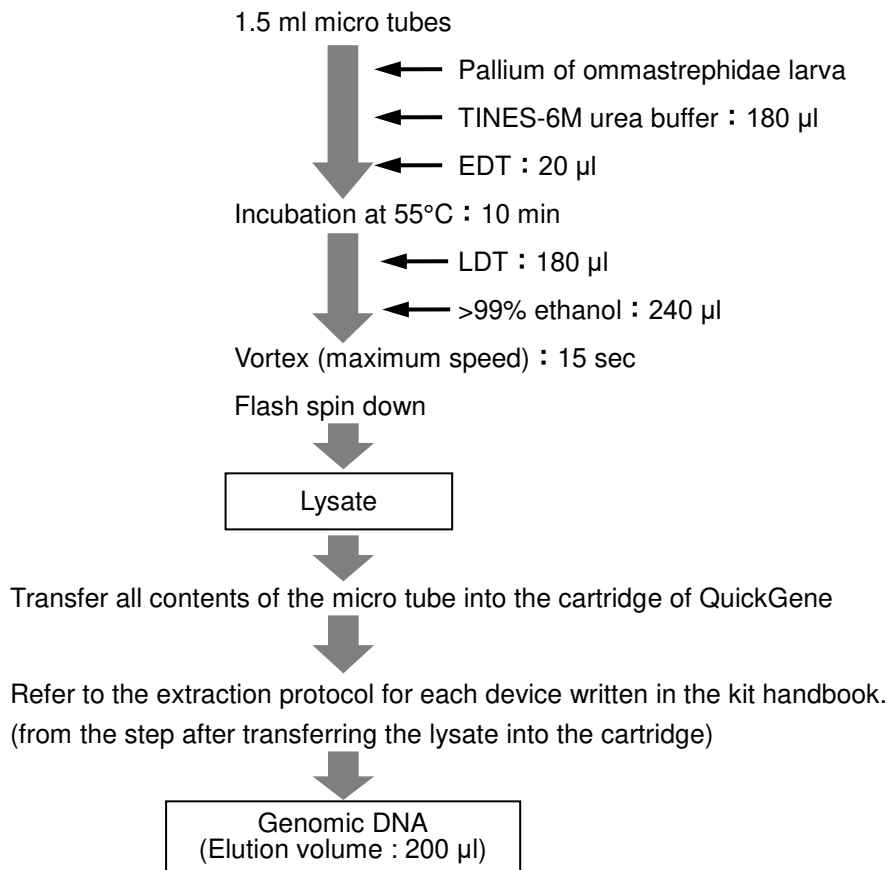 1.5 ml micro tubes
Pallium of ommastrephidae larva
TINES-6M urea buffer：180 µl
EDT：20 µl
Incubation at 55°C：10 min
LDT：180 µl
>99% ethanol：240 µl
Vortex (maximum speed)：15 sec
Flash spin down
Lysate
Transfer all contents of the micro tube into the cartridge of QuickGene
Refer to the extraction protocol for each device written in the kit handbook.
(from the step after transferring the lysate into the cartridge)
Genomic DNA
(Elution volume : 200 µl)